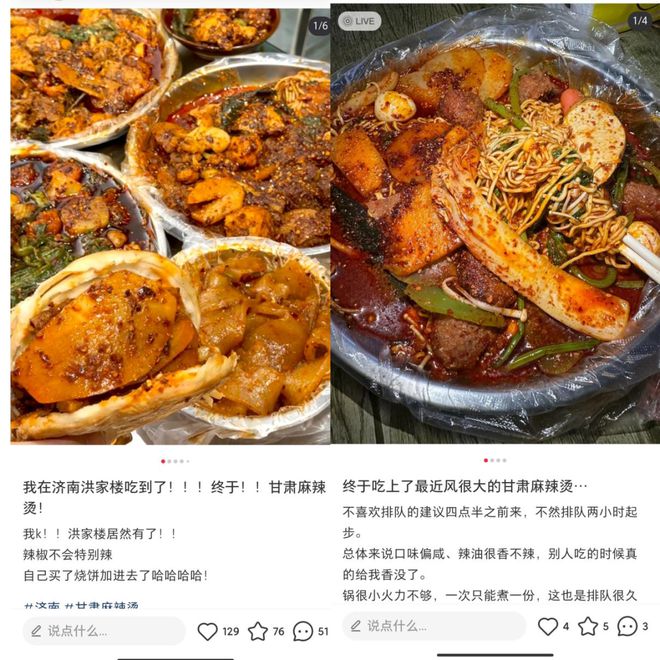 1/6
我在济南洪家楼吃到了！！！终于！！甘肃麻辣
烫！
我k！！洪家楼居然有了！！
辣椒不会特别辣
自己买了烧饼加进去了哈哈哈哈！
#济南 #甘肃麻辣烫
说点什么...
129
76
51
LIVE
1/4
终于吃上了最近风很大的甘肃麻辣烫…
不喜欢排队的建议四点半之前来，不然排队两小时起
步。
总体来说口味偏咸、辣油很香不辣，别人吃的时候真
的给我香没了。
锅很小火力不够，一次只能煮一份，这也是排队很久
说点什么...
4
5
3